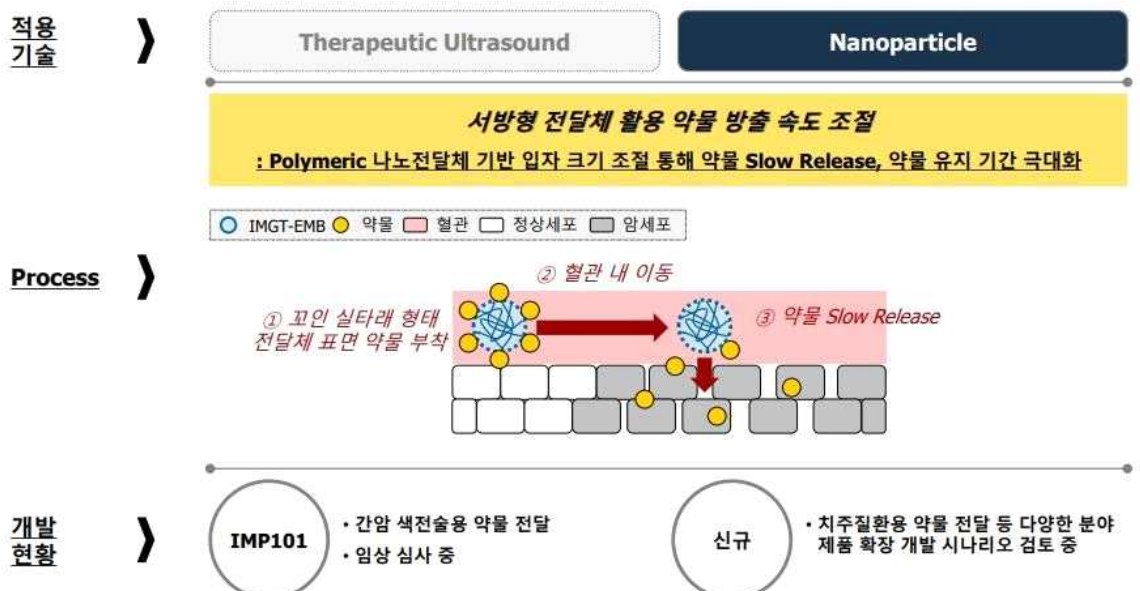 적용
기술
Therapeutic Ultrasound
Nanoparticle
서방형 전달체 활용 약물 방출 속도 조절
: Polymeric 나노전달체 기반 입자 크기 조절 통해 약물 Slow Release, 약물 유지 기간 극대화
IMGT-EMB 약물 혈관 정상세포 암세포
Process
② 혈관 내 이동
① 꼬인 실타래 형태
전달체 표면 약물 부착
③ 약물 Slow Release
개발
현황
IMP101
• 간암 색전술용 약물 전달
• 임상 심사 중
신규
• 치주질환용 약물 전달 등 다양한 분야
제품 확장 개발 시나리오 검토 중